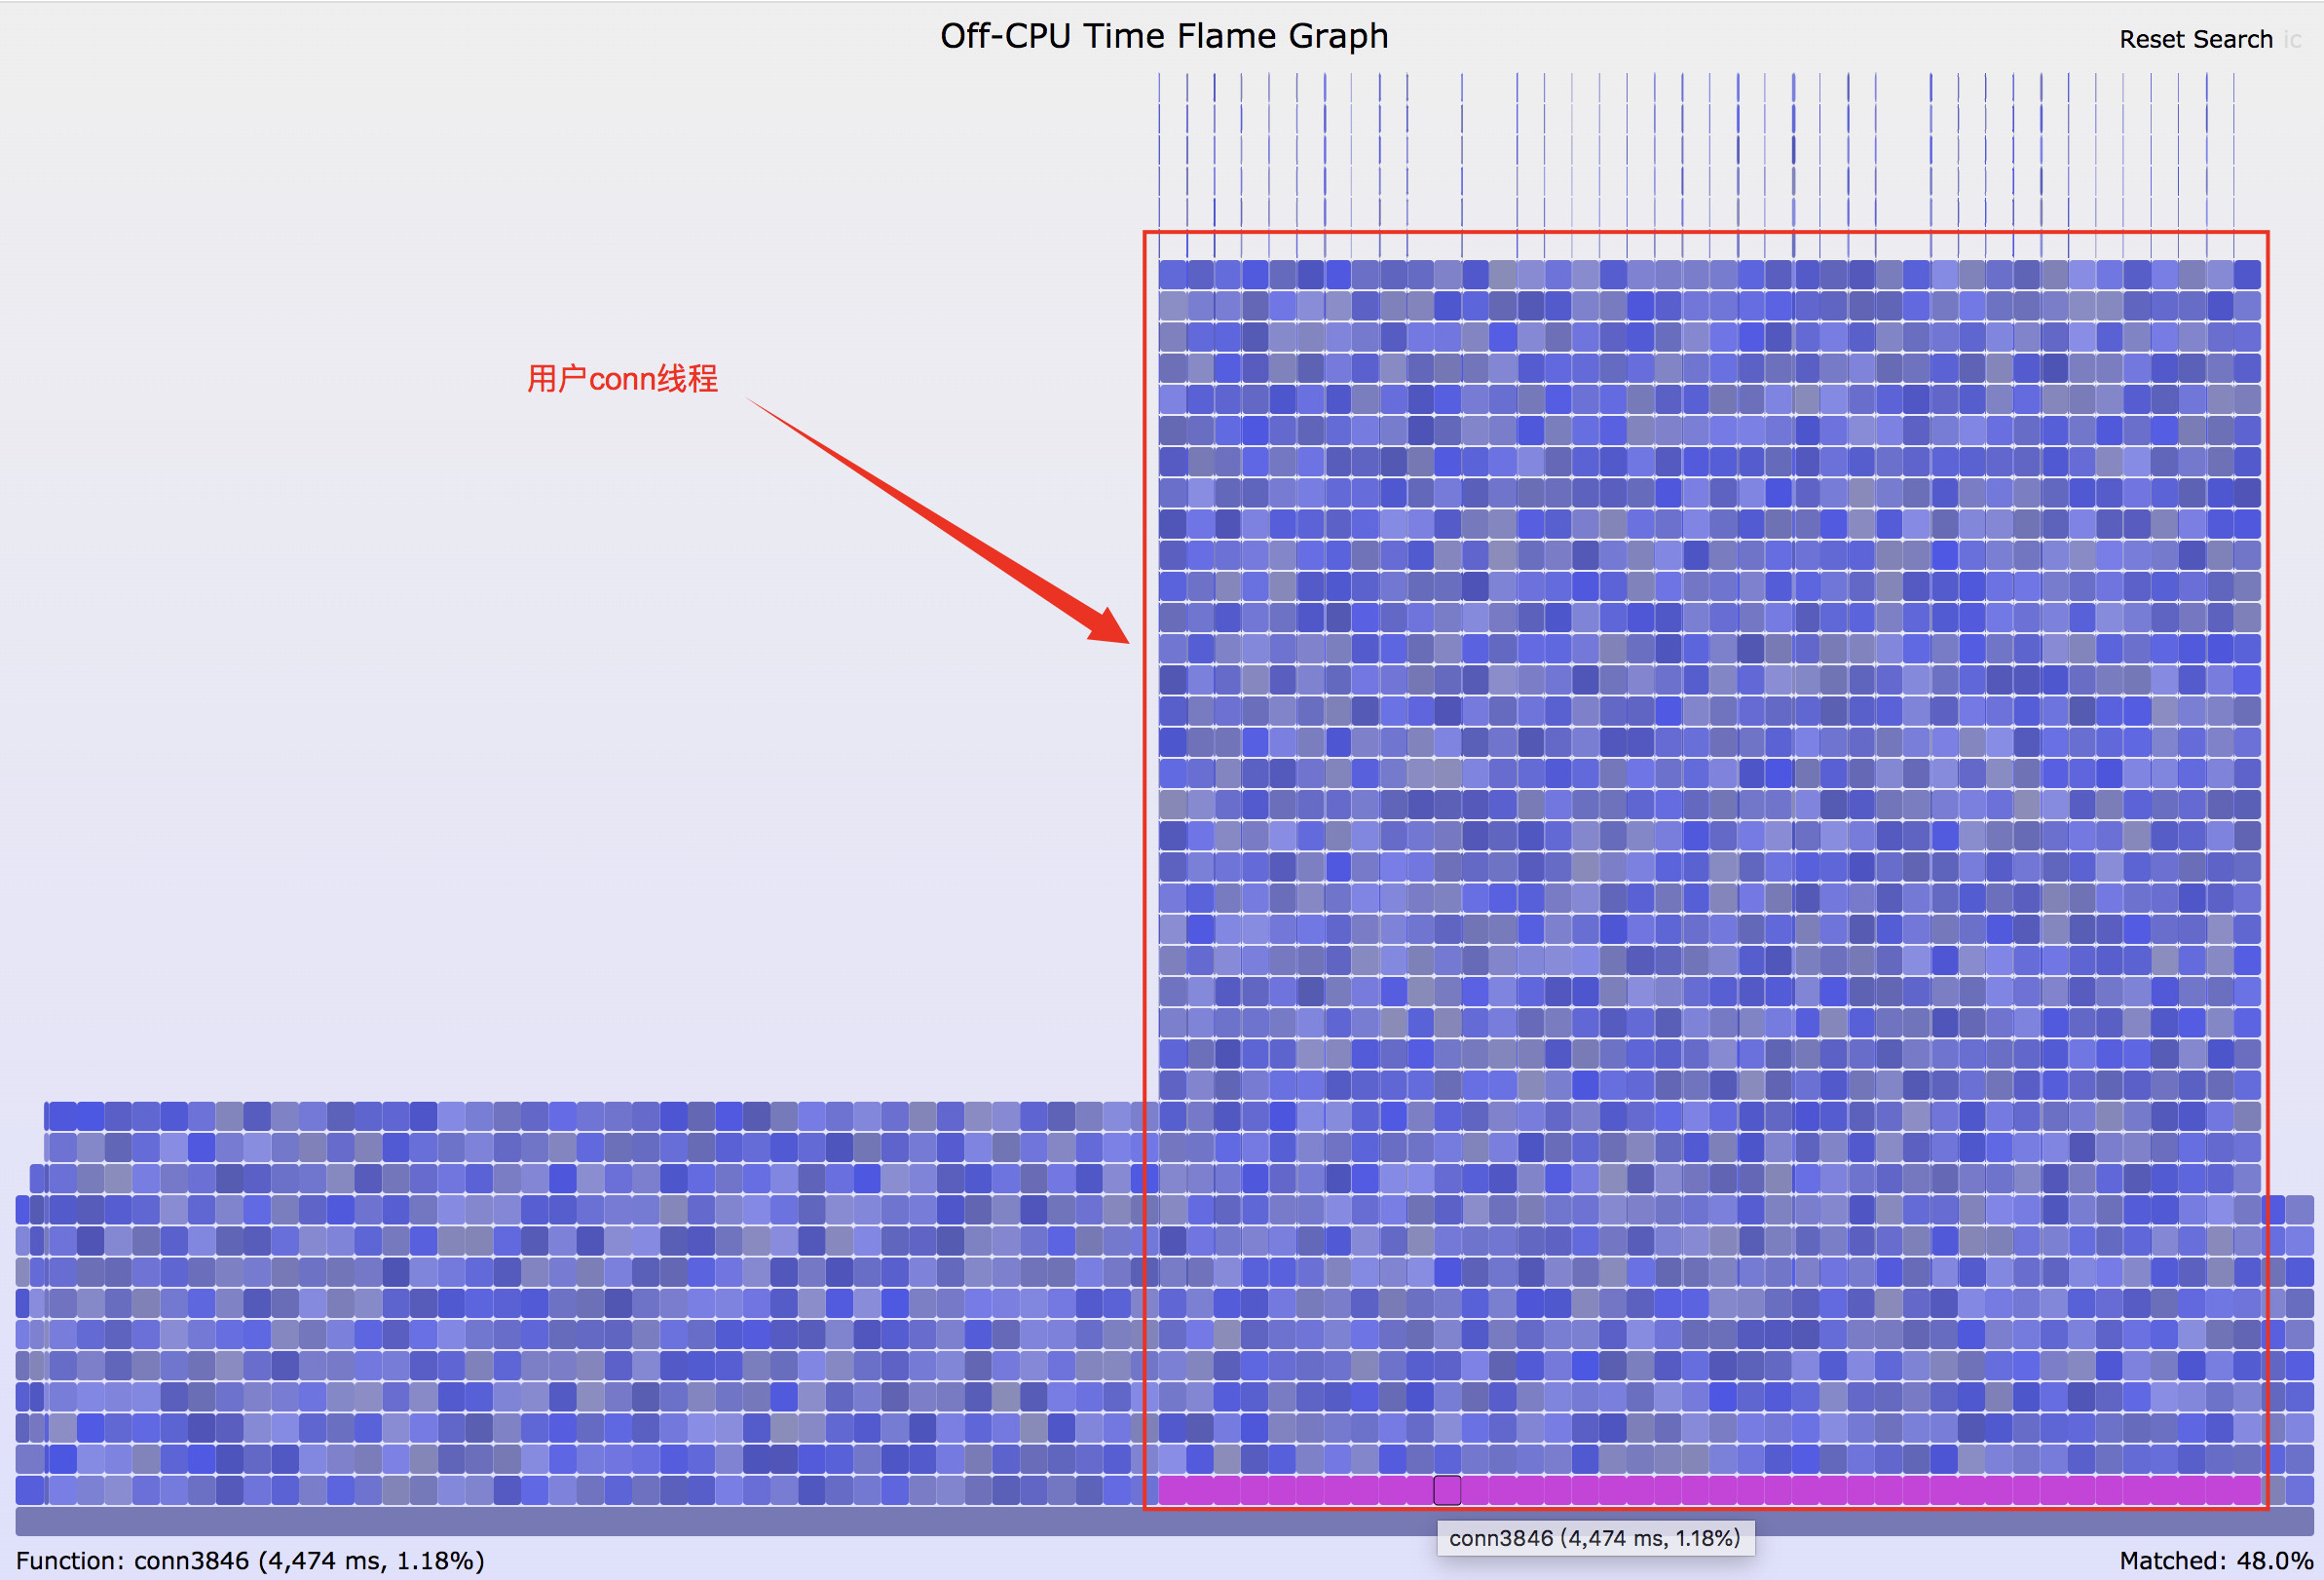 Off-CPU Time Flame Graph
Reset Search ic
用户conn线程
conn3846 (4,474 ms, 1.18%)
Function: conn3846 (4,474 ms, 1.18%)
Matched: 48.0%